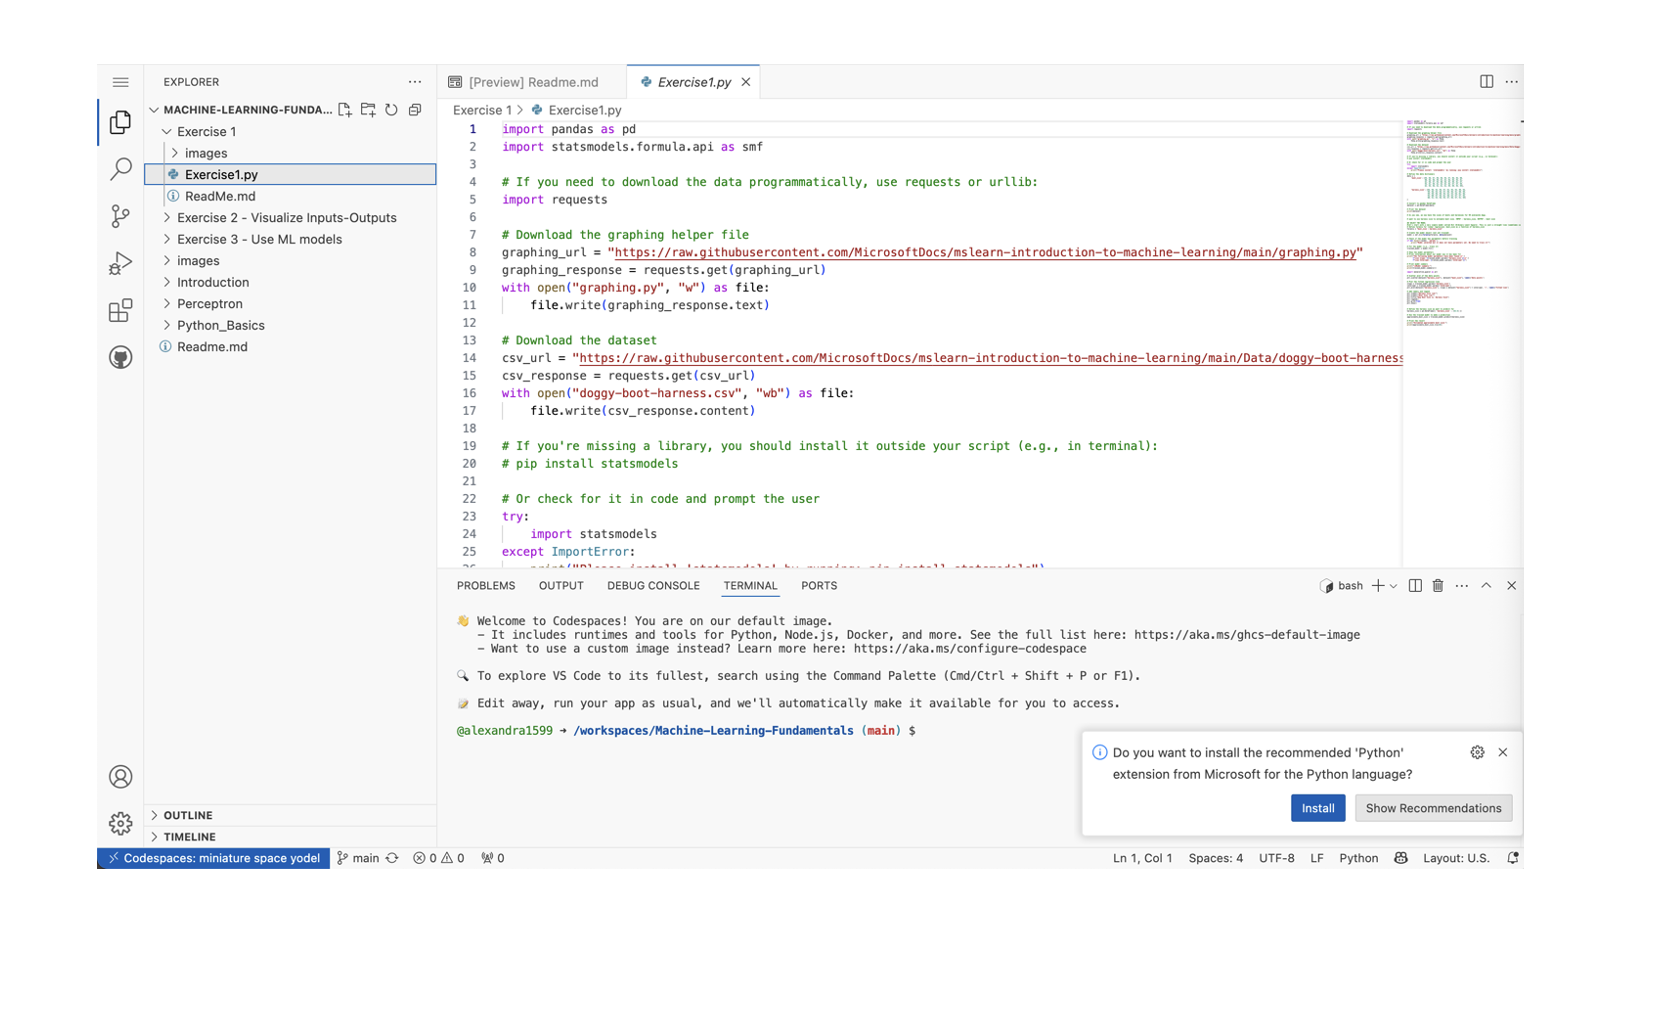 EXPLORER
MACHINE-LEARNING-FUNDA...
Exercise 1
images
Exercise1.py
ReadMe.md
Exercise 2 - Visualize Inputs-Outputs
Exercise 3 - Use ML models
images
Introduction
Perceptron
Python_Basics
Readme.md
OUTLINE
TIMELINE
[Preview] Readme.md
Exercise1.py
Exercise 1 > Exercise1.py
1 import pandas as pd
2 import statsmodels.formula.api as smf
3
4 # If you need to download the data programmatically, use requests or urllib:
5 import requests
6
7 # Download the graphing helper file
8 graphing_url = "https://raw.githubusercontent.com/MicrosoftDocs/mslearn-introduction-to-machine-learning/main/graphing.py"
9 graphing_response = requests.get(graphing_url)
10 with open("graphing.py", "w") as file:
11 file.write(graphing_response.text)
12
13 # Download the dataset
14 csv_url = "https://raw.githubusercontent.com/MicrosoftDocs/mslearn-introduction-to-machine-learning/main/Data/doggy-boot-harness
15 csv_response = requests.get(csv_url)
16 with open("doggy-boot-harness.csv", "wb") as file:
17 file.write(csv_response.content)
18
19 # If you're missing a library, you should install it outside your script (e.g., in terminal):
20 # pip install statsmodels
21
22 # Or check for it in code and prompt the user
23 try:
24 import statsmodels
25 except ImportError:
26 print("Please install 'statsmodels' by running: pip install statsmodels")
PROBLEMS OUTPUT DEBUG CONSOLE TERMINAL PORTS
bash
Welcome to Codespaces! You are on our default image.
- It includes runtimes and tools for Python, Node.js, Docker, and more. See the full list here: https://aka.ms/ghcs-default-image
- Want to use a custom image instead? Learn more here: https://aka.ms/configure-codespace
To explore VS Code to its fullest, search using the Command Palette (Cmd/Ctrl + Shift + P or F1).
Edit away, run your app as usual, and we'll automatically make it available for you to access.
@alexandra1599 → /workspaces/Machine-Learning-Fundamentals (main) $
Do you want to install the recommended 'Python'
extension from Microsoft for the Python language?
Install Show Recommendations
Codespaces: miniature space yodel main 0 0 0 Ln 1, Col 1 Spaces: 4 UTF-8 LF Python Layout: U.S.